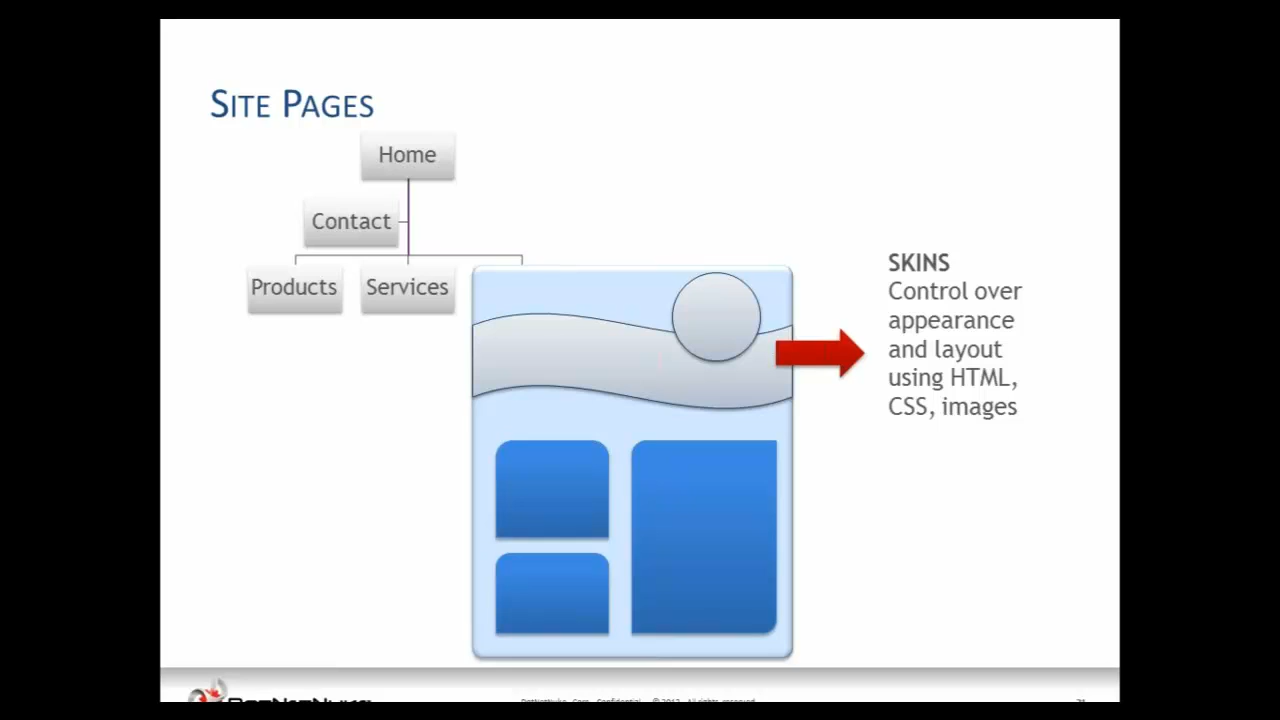 SITE PAGES
Home
Contact
Products
Services
SKINS
Control over
appearance
and layout
using HTML,
CSS, images